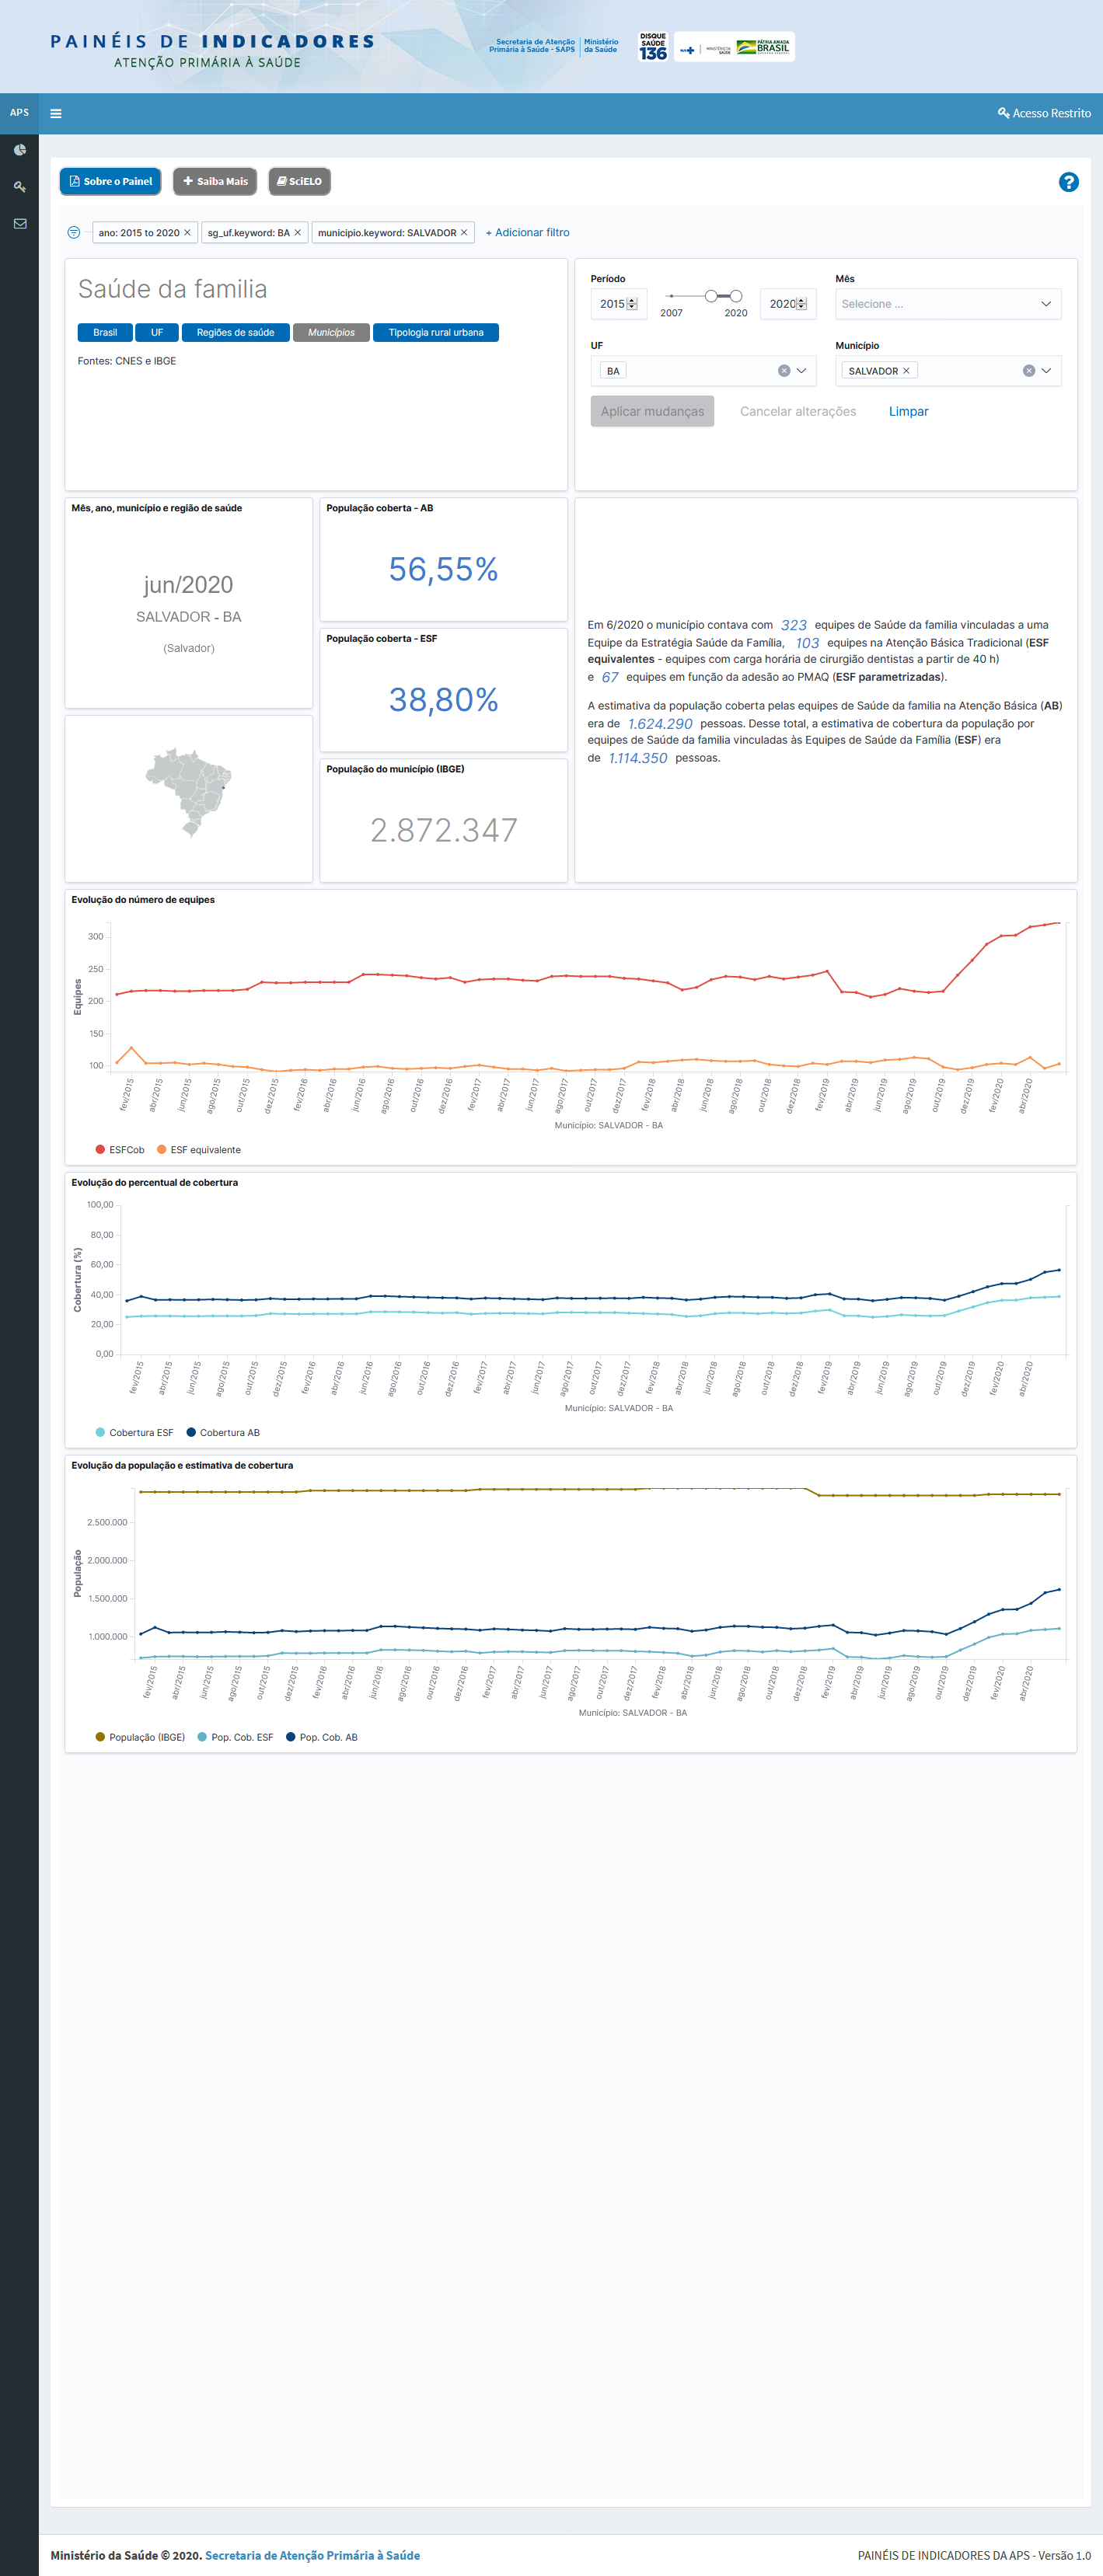 PAINÉIS DE INDICADORES
ATENÇÃO PRIMÁRIA À SAÚDE
Secretaria de Atenção
Primária à Saúde - SAPS
Ministério
da Saúde
DISQUE
SAÚDE
136
SUS
MINISTÉRIO DA
SAÚDE
PÁTRIA AMADA
BRASIL
APS
Acesso Restrito
Sobre o Painel
Saiba Mais
SciELO
ano: 2015 to 2020
sg_uf.keyword: BA
municipio.keyword: SALVADOR
+ Adicionar filtro
Saúde da familia
Brasil
UF
Regiões de saúde
Municípios
Tipologia rural urbana
Fontes: CNES e IBGE
Período
2015
2007
2020
2020
Mês
Selecione ...
UF
BA
Município
SALVADOR
Aplicar mudanças
Cancelar alterações
Limpar
Mês, ano, município e região de saúde
jun/2020
SALVADOR - BA
(Salvador)
População coberta - AB
56,55%
População coberta - ESF
38,80%
População do município (IBGE)
2.872.347
Em 6/2020 o município contava com 323 equipes de Saúde da familia vinculadas a uma
Equipe da Estratégia Saúde da Família, 103 equipes na Atenção Básica Tradicional (ESF
equivalentes - equipes com carga horária de cirurgião dentistas a partir de 40 h)
e 67 equipes em função da adesão ao PMAQ (ESF parametrizadas).
A estimativa da população coberta pelas equipes de Saúde da familia na Atenção Básica (AB)
era de 1.624.290 pessoas. Desse total, a estimativa de cobertura da população por
equipes de Saúde da familia vinculadas às Equipes de Saúde da Família (ESF) era
de 1.114.350 pessoas.
Evolução do número de equipes
Equipes
300
250
200
150
100
fev/2015 abr/2015 jun/2015 ago/2015 out/2015 dez/2015 fev/2016 abr/2016 jun/2016 ago/2016 out/2016 dez/2016 fev/2017 abr/2017 jun/2017 ago/2017 out/2017 dez/2017 fev/2018 abr/2018 jun/2018 ago/2018 out/2018 dez/2018 fev/2019 abr/2019 jun/2019 ago/2019 out/2019 dez/2019 fev/2020 abr/2020
Município: SALVADOR - BA
ESFCob
ESF equivalente
Evolução do percentual de cobertura
Cobertura (%)
100,00
80,00
60,00
40,00
20,00
0,00
fev/2015 abr/2015 jun/2015 ago/2015 out/2015 dez/2015 fev/2016 abr/2016 jun/2016 ago/2016 out/2016 dez/2016 fev/2017 abr/2017 jun/2017 ago/2017 out/2017 dez/2017 fev/2018 abr/2018 jun/2018 ago/2018 out/2018 dez/2018 fev/2019 abr/2019 jun/2019 ago/2019 out/2019 dez/2019 fev/2020 abr/2020
Município: SALVADOR - BA
Cobertura ESF
Cobertura AB
Evolução da população e estimativa de cobertura
População
2.500.000
2.000.000
1.500.000
1.000.000
fev/2015 abr/2015 jun/2015 ago/2015 out/2015 dez/2015 fev/2016 abr/2016 jun/2016 ago/2016 out/2016 dez/2016 fev/2017 abr/2017 jun/2017 ago/2017 out/2017 dez/2017 fev/2018 abr/2018 jun/2018 ago/2018 out/2018 dez/2018 fev/2019 abr/2019 jun/2019 ago/2019 out/2019 dez/2019 fev/2020 abr/2020
Município: SALVADOR - BA
População (IBGE)
Pop. Cob. ESF
Pop. Cob. AB
Ministério da Saúde © 2020. Secretaria de Atenção Primária à Saúde
PAINÉIS DE INDICADORES DA APS - Versão 1.0